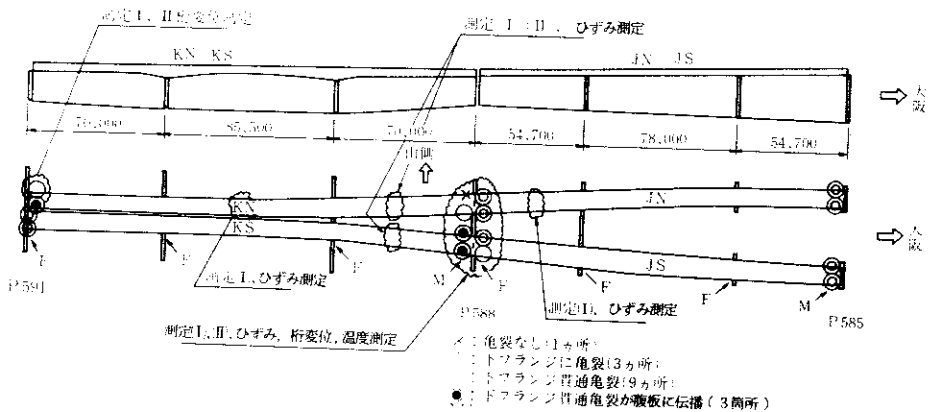 測定Ⅰ、Ⅱ桁変位測定
測定Ⅰ、Ⅱ、ひずみ測定
KN KS
JN JS
大阪
85,500
54,700
78,000
54,700
山側
KN
JN
KS
JS
大阪
F
F
F
M
F
F
F
M
P591
測定Ⅰ、ひずみ測定
P588
測定Ⅱ、ひずみ測定
P585
測定Ⅰ、Ⅱ、ひずみ，桁変位，温度測定
×：亀裂なし(1ヵ所)
：下フランジに亀裂(3ヵ所)
：下フランジ貫通亀裂(9ヵ所)
：下フランジ貫通亀裂が腹板に伝播(3箇所)